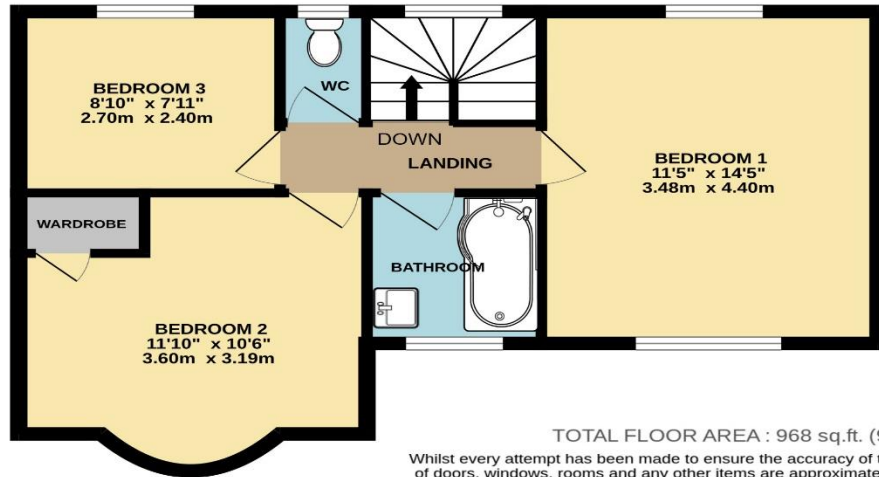 BEDROOM 3
8'10" x 7'11"
2.70m x 2.40m
WC
DOWN
LANDING
BEDROOM 1
11'5" x 14'5"
3.48m x 4.40m
WARDROBE
BATHROOM
BEDROOM 2
11'10" x 10'6"
3.60m x 3.19m
TOTAL FLOOR AREA : 968 sq.ft. (
Whilst every attempt has been made to ensure the accuracy of
of doors, windows, rooms and any other items are approximate